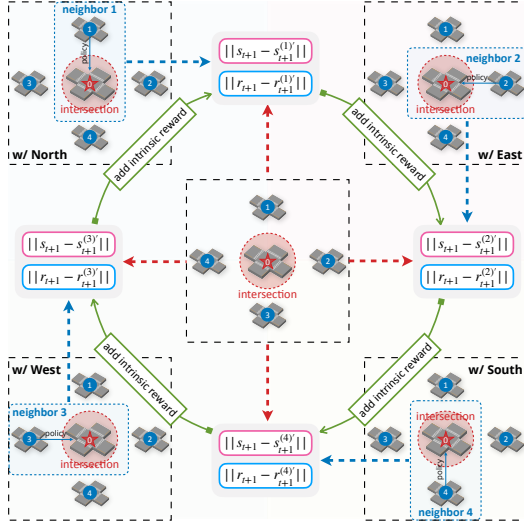 neighbor 1
1
policy
3
0
2
intersection
4
w/ North
||s_{t+1} − s_{t+1}^{(1)′}||
||r_{t+1} − r_{t+1}^{(1)′}||
1
neighbor 2
3
0
policy
2
intersection
4
w/ East
add intrinsic reward
add intrinsic reward
||s_{t+1} − s_{t+1}^{(3)′}||
||r_{t+1} − r_{t+1}^{(3)′}||
1
4
0
2
intersection
3
||s_{t+1} − s_{t+1}^{(2)′}||
||r_{t+1} − r_{t+1}^{(2)′}||
add intrinsic reward
add intrinsic reward
w/ West
1
neighbor 3
3
policy
0
2
intersection
4
||s_{t+1} − s_{t+1}^{(4)′}||
||r_{t+1} − r_{t+1}^{(4)′}||
w/ South
1
intersection
3
0
2
policy
4
neighbor 4